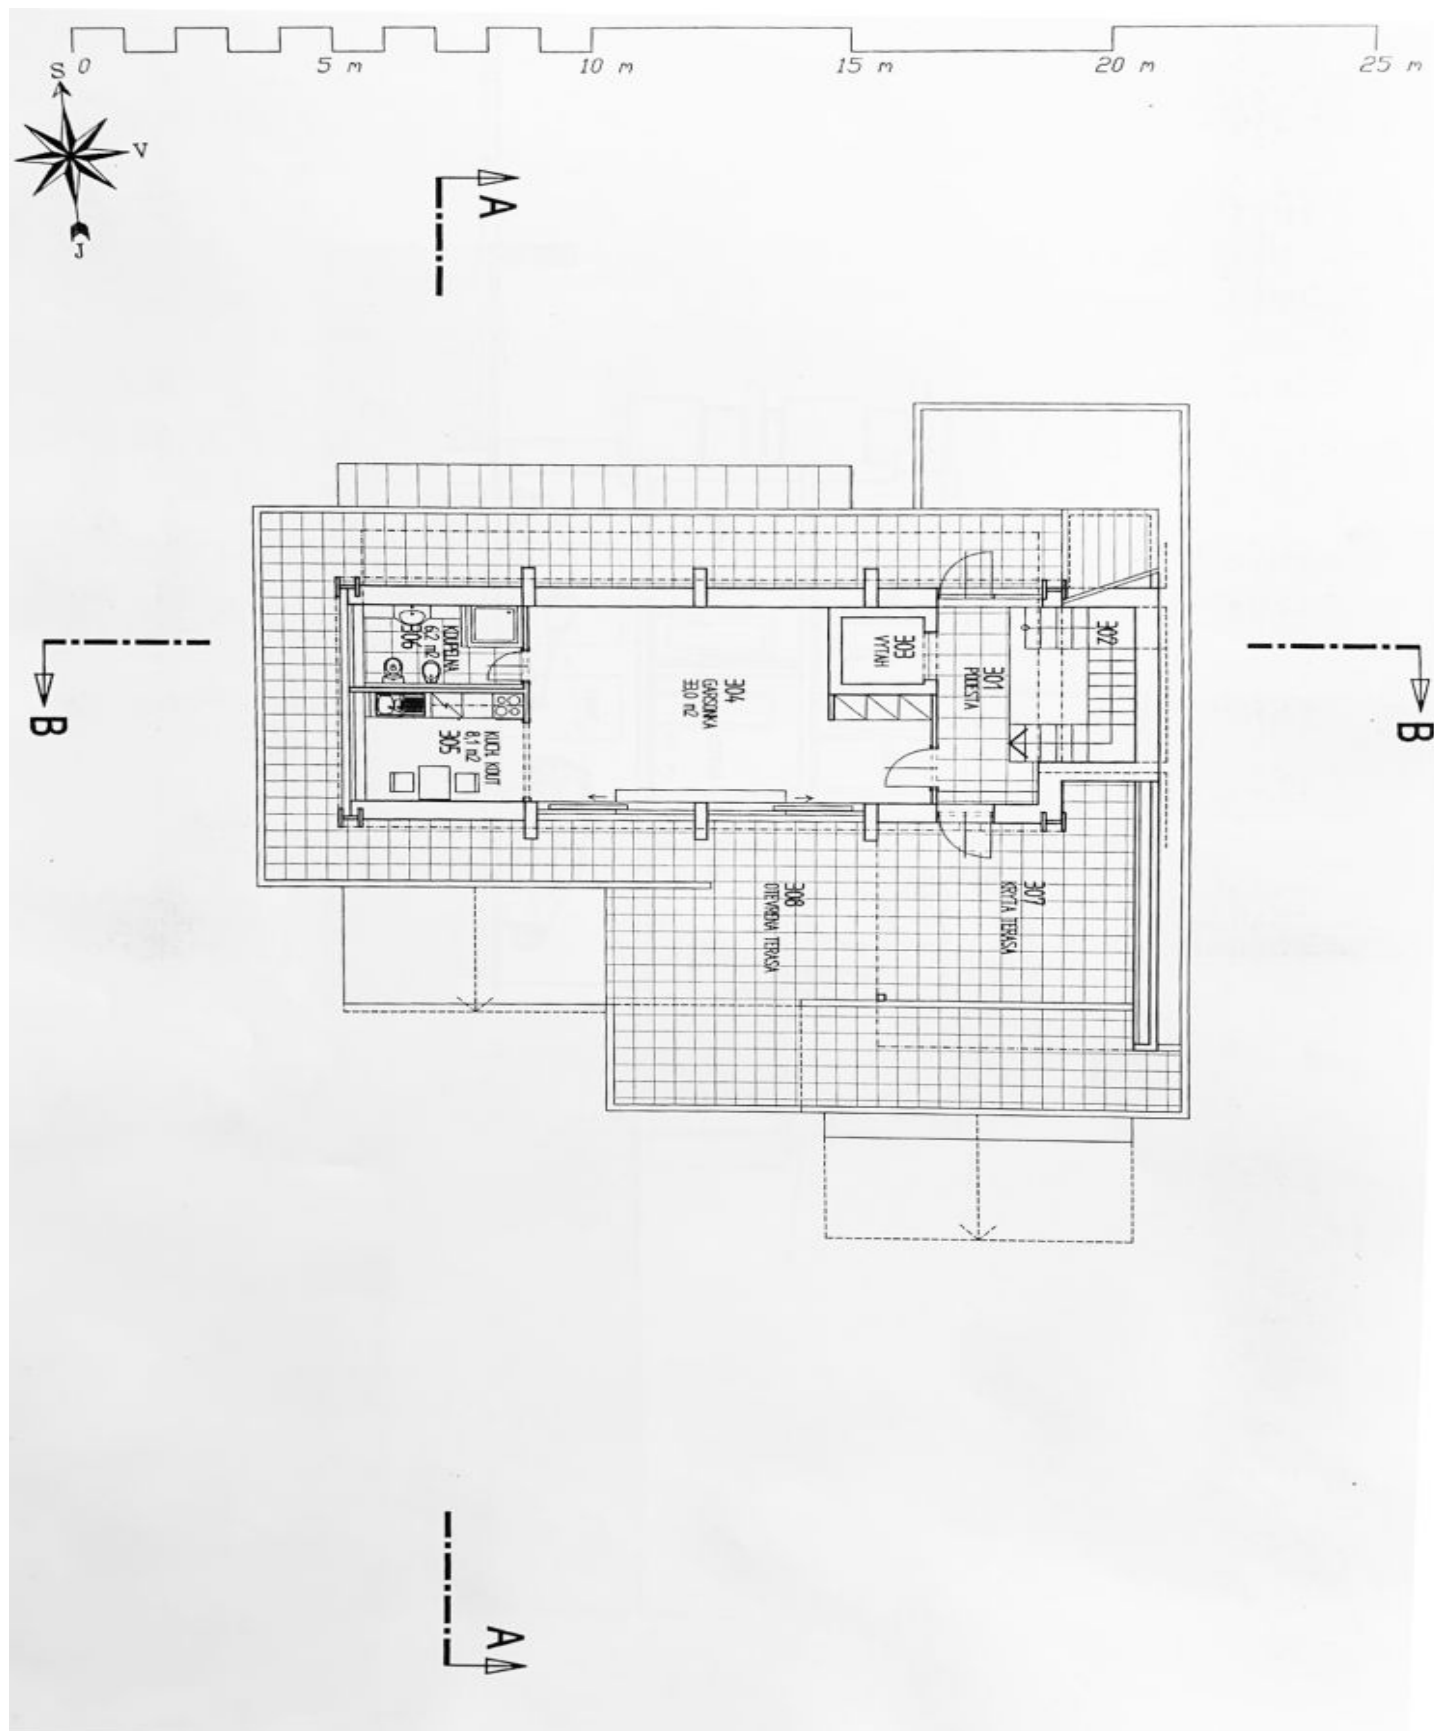 0 5 m 10 m 15 m 20 m 25 m
S
V
J
A
B
B
306
KOUPELNA
6,2 m2
305
KUCH. KOUT
8,1 m2
304
GARSONKA
33,0 m2
303
VÝTAH
301
PODESTA
302
308
OTEVŘENÁ TERASA
307
KRYTÁ TERASA
A